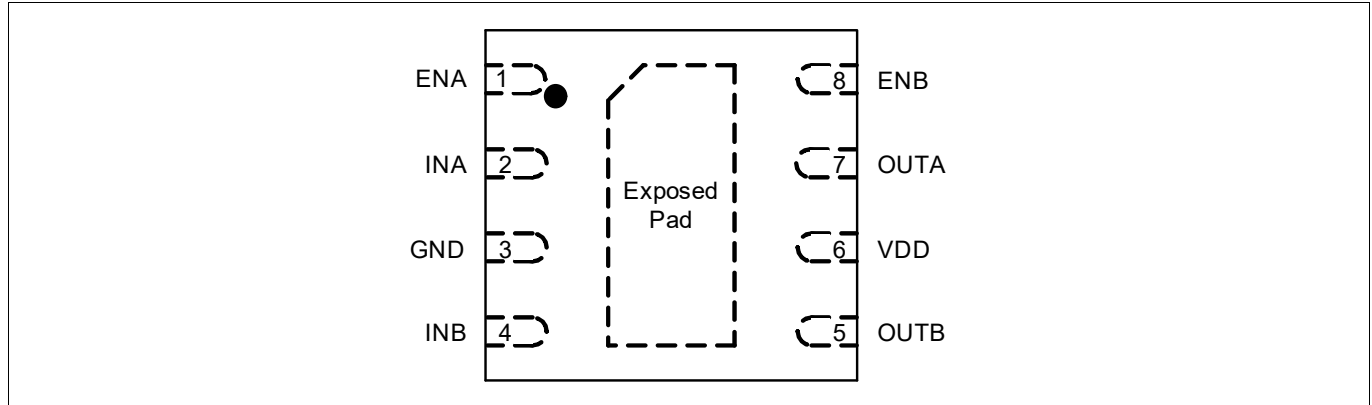 ENA 1 8 ENB
INA 2 7 OUTA
Exposed
Pad
GND 3 6 VDD
INB 4 5 OUTB